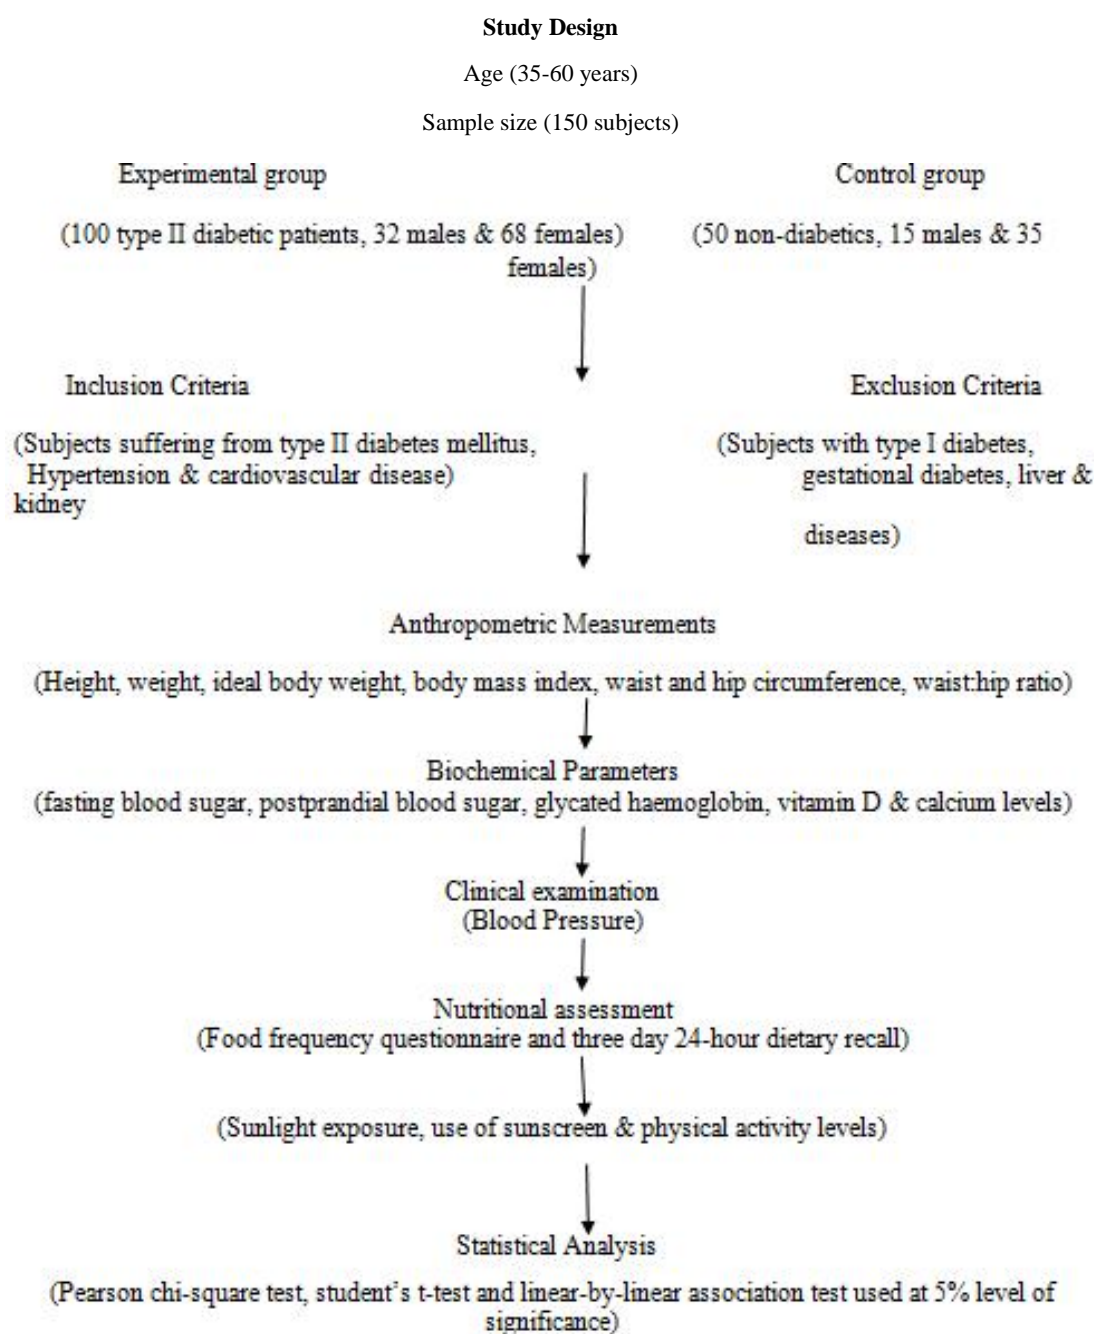 Study Design
Age (35-60 years)
Sample size (150 subjects)
Experimental group Control group
(100 type II diabetic patients, 32 males & 68 females) (50 non-diabetics, 15 males & 35
females)
Inclusion Criteria Exclusion Criteria
(Subjects suffering from type II diabetes mellitus, (Subjects with type I diabetes,
Hypertension & cardiovascular disease) gestational diabetes, liver &
kidney
diseases)
Anthropometric Measurements
(Height, weight, ideal body weight, body mass index, waist and hip circumference, waist:hip ratio)
Biochemical Parameters
(fasting blood sugar, postprandial blood sugar, glycated haemoglobin, vitamin D & calcium levels)
Clinical examination
(Blood Pressure)
Nutritional assessment
(Food frequency questionnaire and three day 24-hour dietary recall)
(Sunlight exposure, use of sunscreen & physical activity levels)
Statistical Analysis
(Pearson chi-square test, student’s t-test and linear-by-linear association test used at 5% level of
significance)